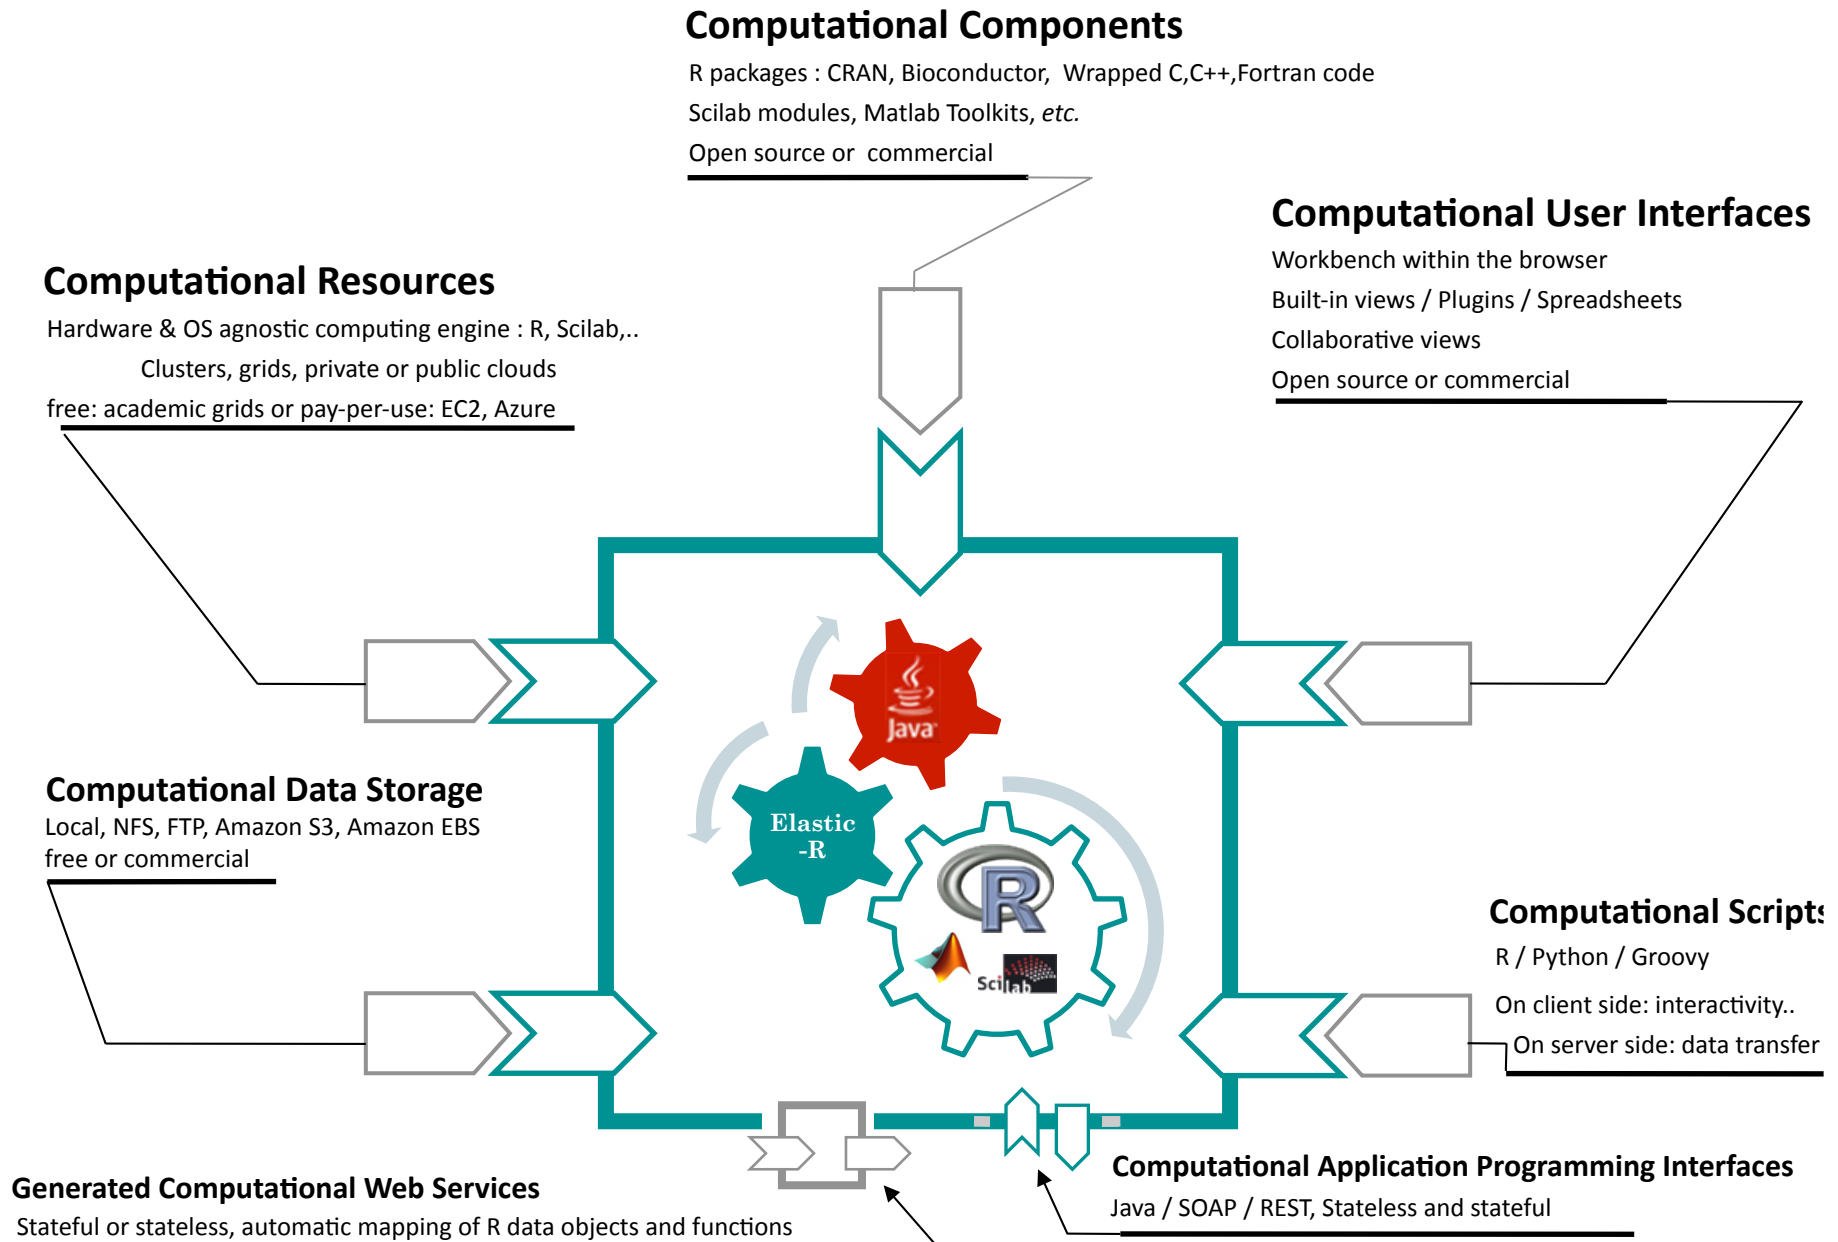 Computational Components
R packages : CRAN, Bioconductor, Wrapped C,C++,Fortran code
Scilab modules, Matlab Toolkits, etc.
Open source or commercial
Computational User Interfaces
Workbench within the browser
Built-in views / Plugins / Spreadsheets
Collaborative views
Open source or commercial
Computational Resources
Hardware & OS agnostic computing engine : R, Scilab,..
Clusters, grids, private or public clouds
free: academic grids or pay-per-use: EC2, Azure
Java
Computational Data Storage
Local, NFS, FTP, Amazon S3, Amazon EBS
free or commercial
Elastic
-R
R
Scilab
Computational Scripts
R / Python / Groovy
On client side: interactivity..
On server side: data transfer
Generated Computational Web Services
Stateful or stateless, automatic mapping of R data objects and functions
Computational Application Programming Interfaces
Java / SOAP / REST, Stateless and stateful